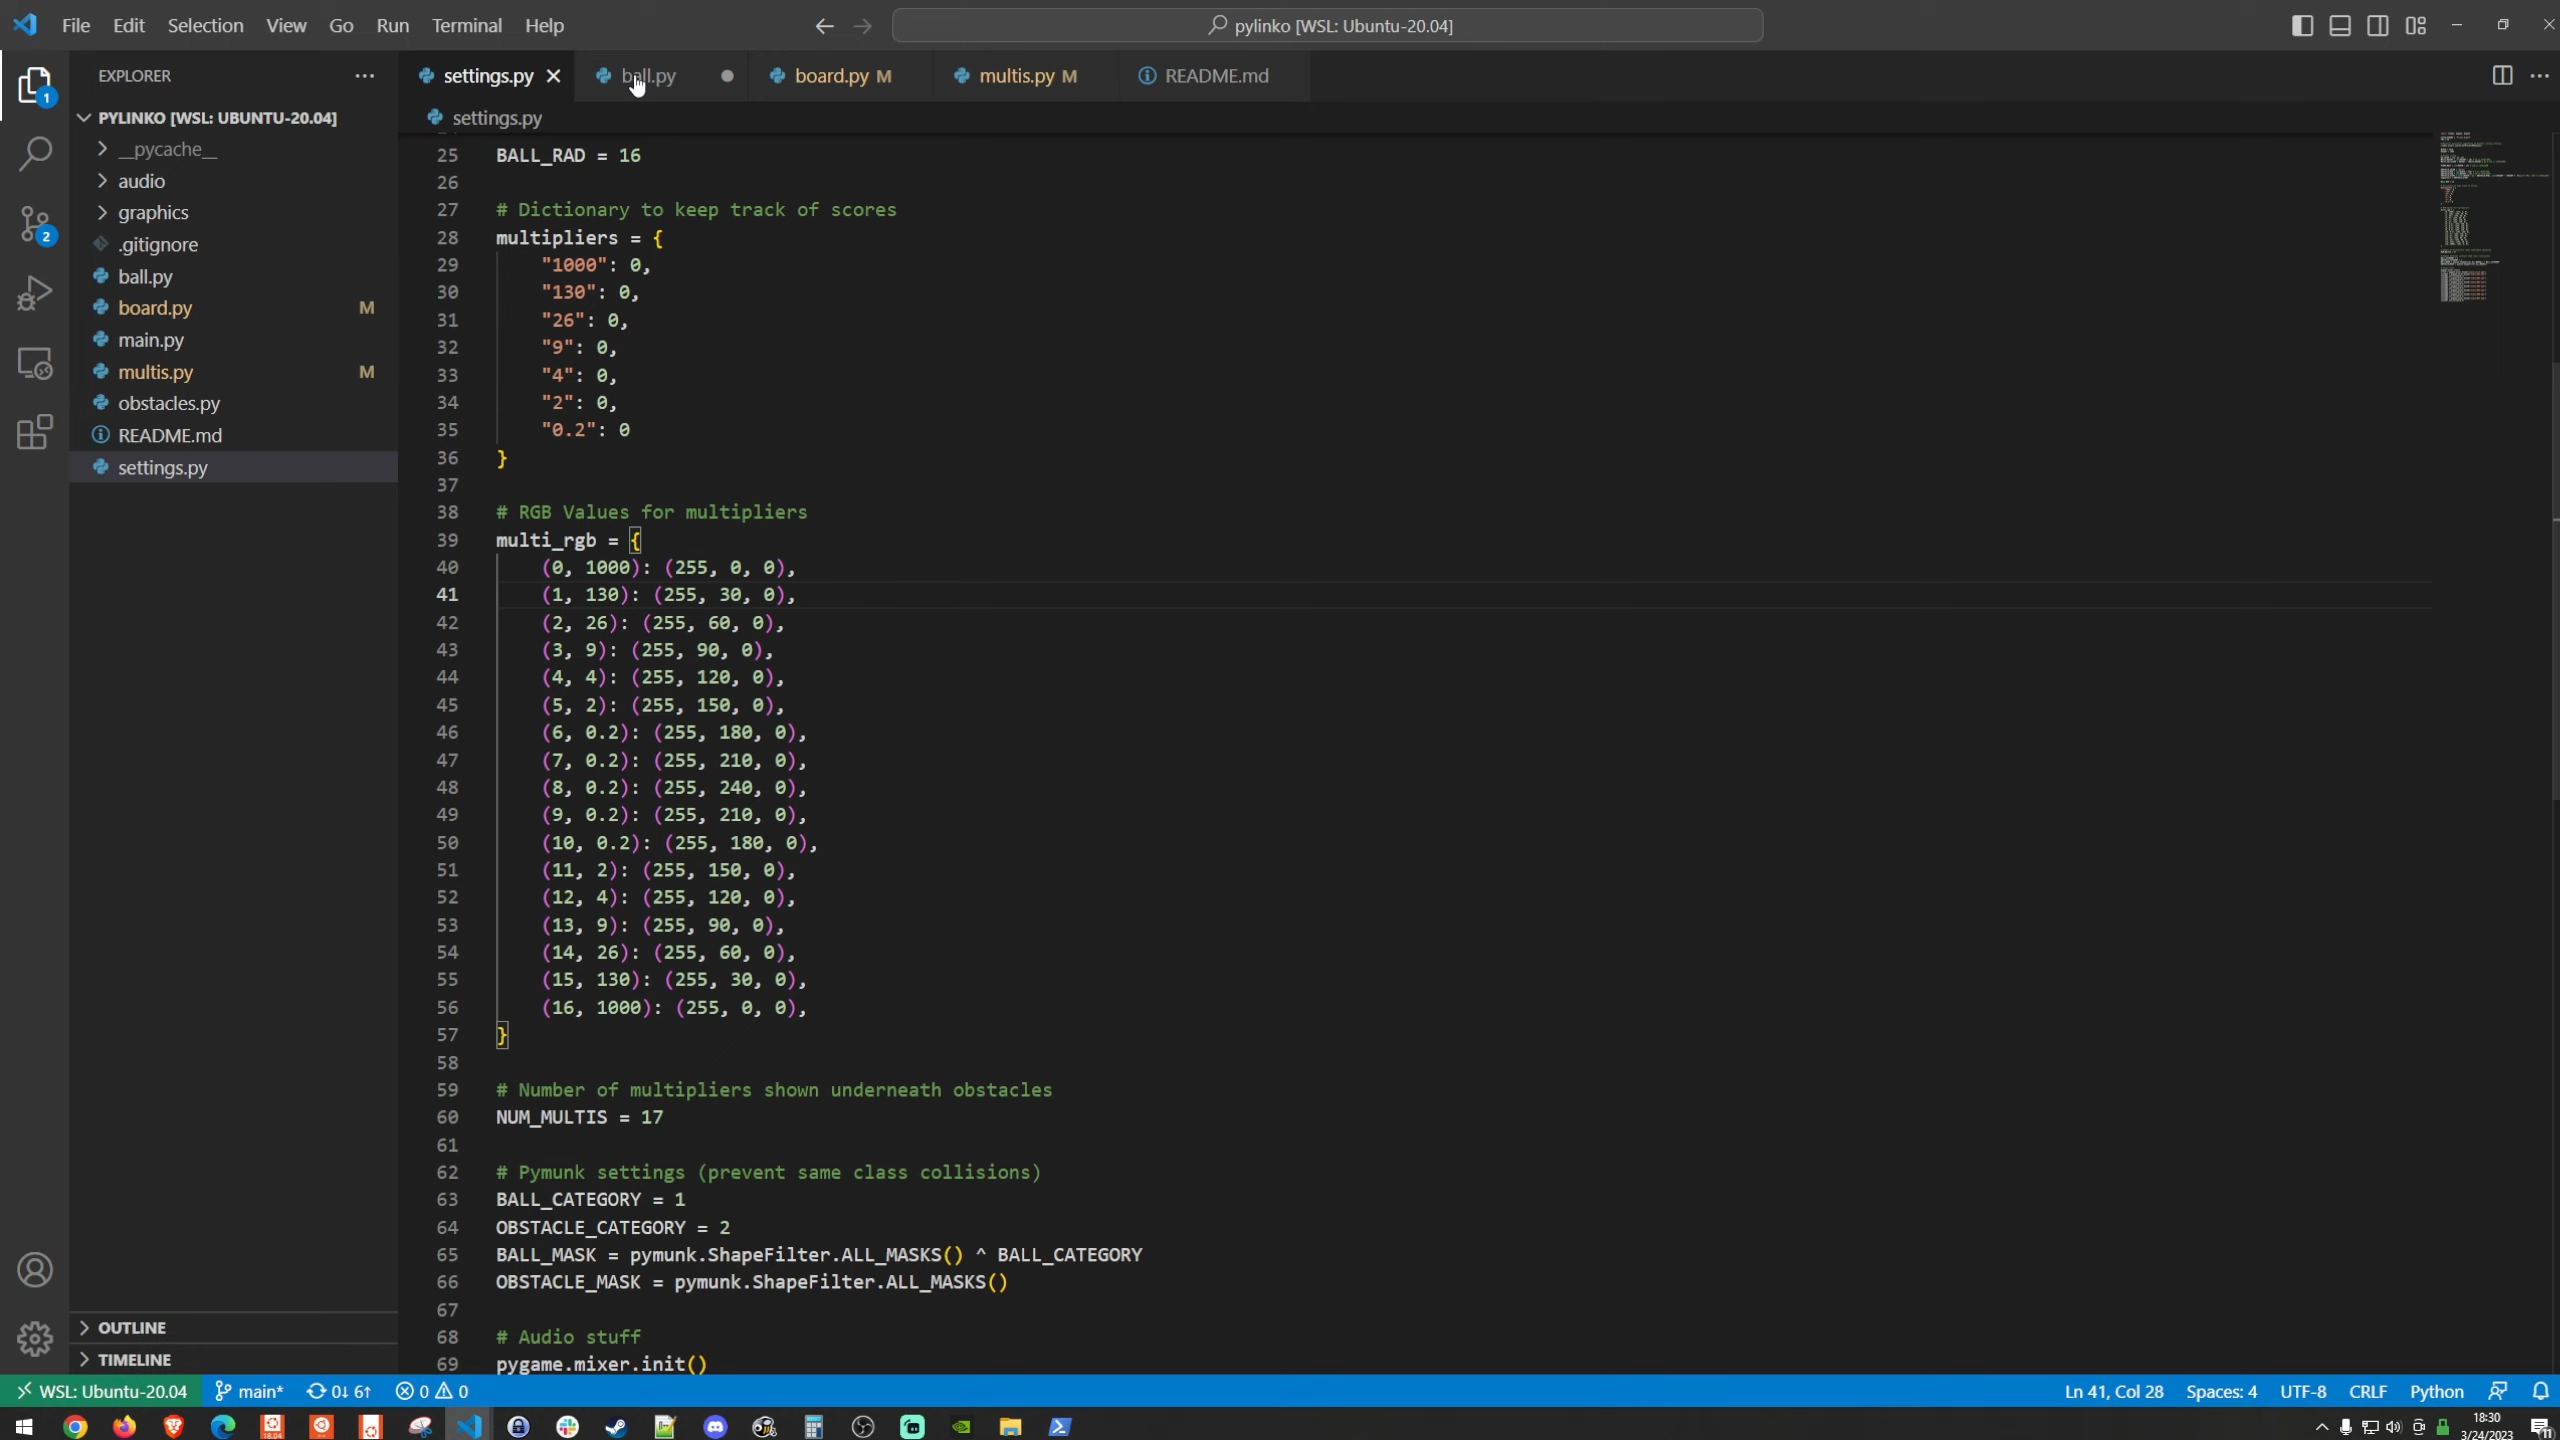 File Edit Selection View Go Run Terminal Help
pylinko [WSL: Ubuntu-20.04]
EXPLORER
settings.py
ball.py
board.py M
multis.py M
README.md
PYLINKO [WSL: UBUNTU-20.04]
settings.py
__pycache__
audio
graphics
.gitignore
ball.py
board.py M
main.py
multis.py M
obstacles.py
README.md
settings.py
1
2
25 BALL_RAD = 16
26
27 # Dictionary to keep track of scores
28 multipliers = {
29 "1000": 0,
30 "130": 0,
31 "26": 0,
32 "9": 0,
33 "4": 0,
34 "2": 0,
35 "0.2": 0
36 }
37
38 # RGB Values for multipliers
39 multi_rgb = {
40 (0, 1000): (255, 0, 0),
41 (1, 130): (255, 30, 0),
42 (2, 26): (255, 60, 0),
43 (3, 9): (255, 90, 0),
44 (4, 4): (255, 120, 0),
45 (5, 2): (255, 150, 0),
46 (6, 0.2): (255, 180, 0),
47 (7, 0.2): (255, 210, 0),
48 (8, 0.2): (255, 240, 0),
49 (9, 0.2): (255, 210, 0),
50 (10, 0.2): (255, 180, 0),
51 (11, 2): (255, 150, 0),
52 (12, 4): (255, 120, 0),
53 (13, 9): (255, 90, 0),
54 (14, 26): (255, 60, 0),
55 (15, 130): (255, 30, 0),
56 (16, 1000): (255, 0, 0),
57 }
58
59 # Number of multipliers shown underneath obstacles
60 NUM_MULTIS = 17
61
62 # Pymunk settings (prevent same class collisions)
63 BALL_CATEGORY = 1
64 OBSTACLE_CATEGORY = 2
65 BALL_MASK = pymunk.ShapeFilter.ALL_MASKS() ^ BALL_CATEGORY
66 OBSTACLE_MASK = pymunk.ShapeFilter.ALL_MASKS()
67
68 # Audio stuff
69 pygame.mixer.init()
OUTLINE
TIMELINE
WSL: Ubuntu-20.04 main* 0↓ 6↑ 0 0
Ln 41, Col 28 Spaces: 4 UTF-8 CRLF Python
18.04
18:30
3/24/2023
11